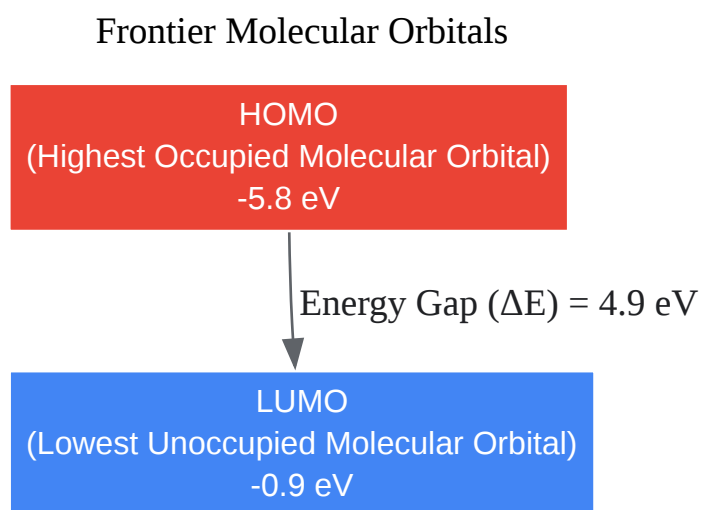 Frontier Molecular Orbitals
HOMO
(Highest Occupied Molecular Orbital)
-5.8 eV
Energy Gap (ΔE) = 4.9 eV
LUMO
(Lowest Unoccupied Molecular Orbital)
-0.9 eV